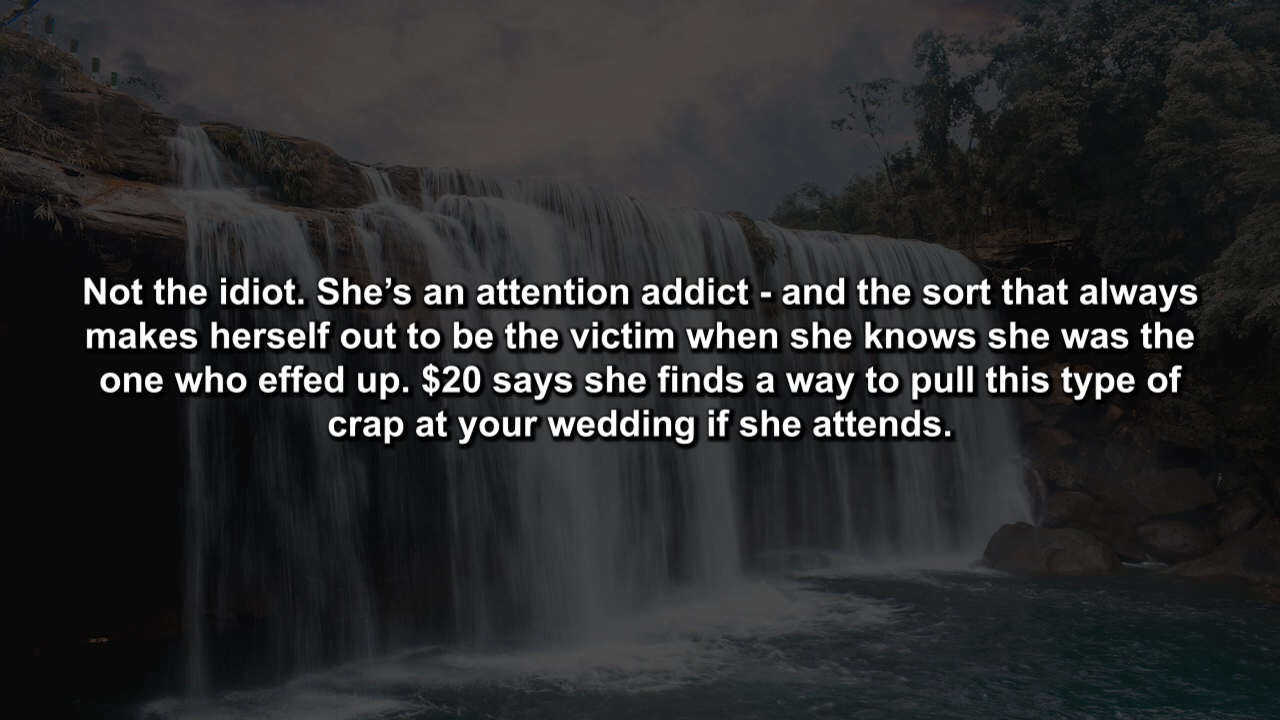 Not the idiot. She’s an attention addict - and the sort that always
makes herself out to be the victim when she knows she was the
one who effed up. $20 says she finds a way to pull this type of
crap at your wedding if she attends.